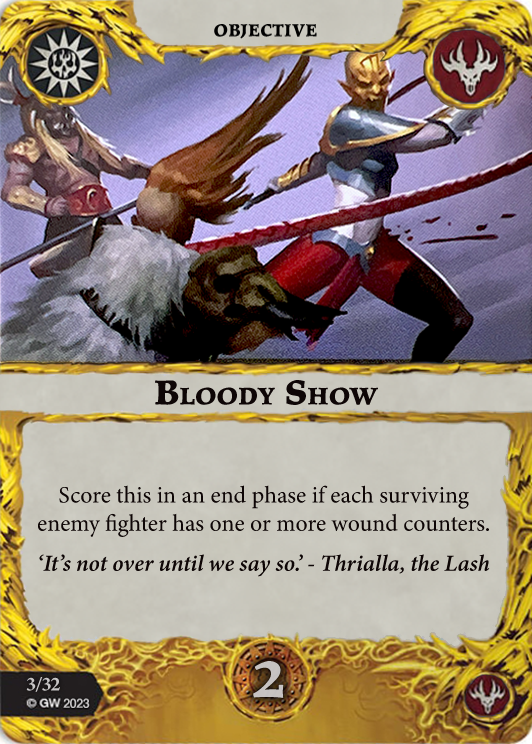 OBJECTIVE
BLOODY SHOW
Score this in an end phase if each surviving
enemy fighter has one or more wound counters.
‘It’s not over until we say so.’ - Thrialla, the Lash
2
3/32
© GW 2023